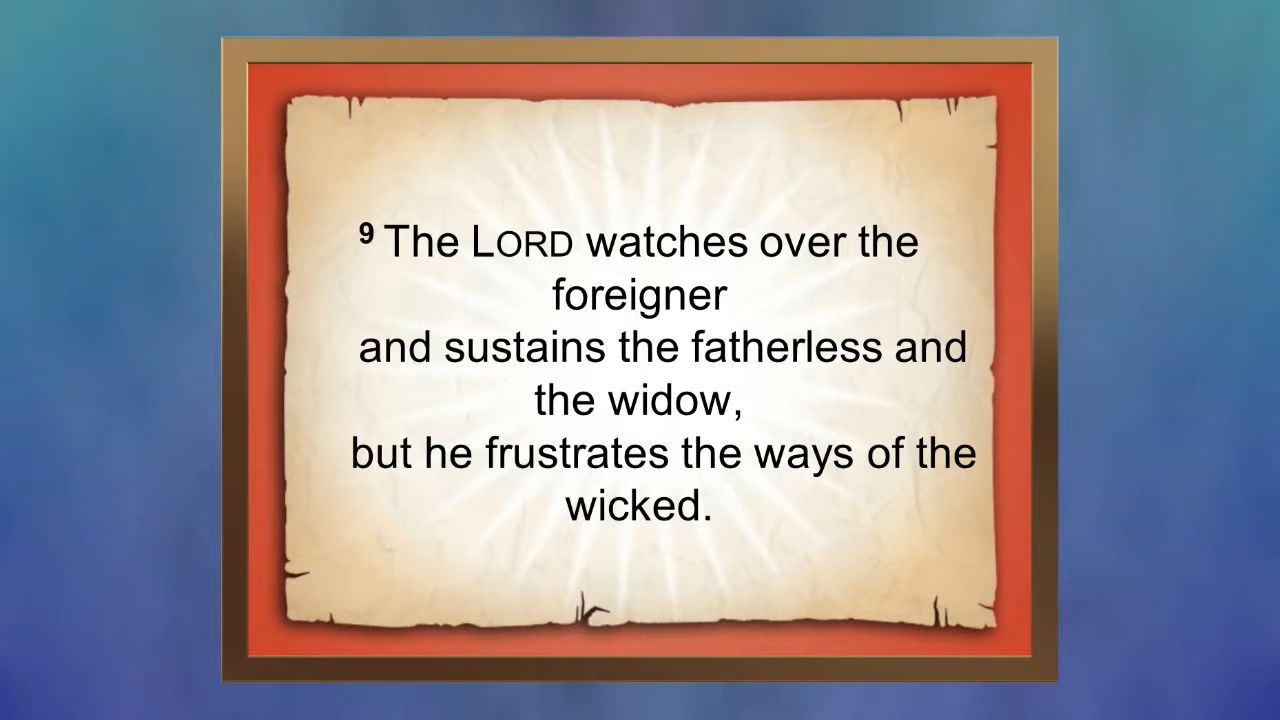 9 The LORD watches over the
foreigner
and sustains the fatherless and
the widow,
but he frustrates the ways of the
wicked.